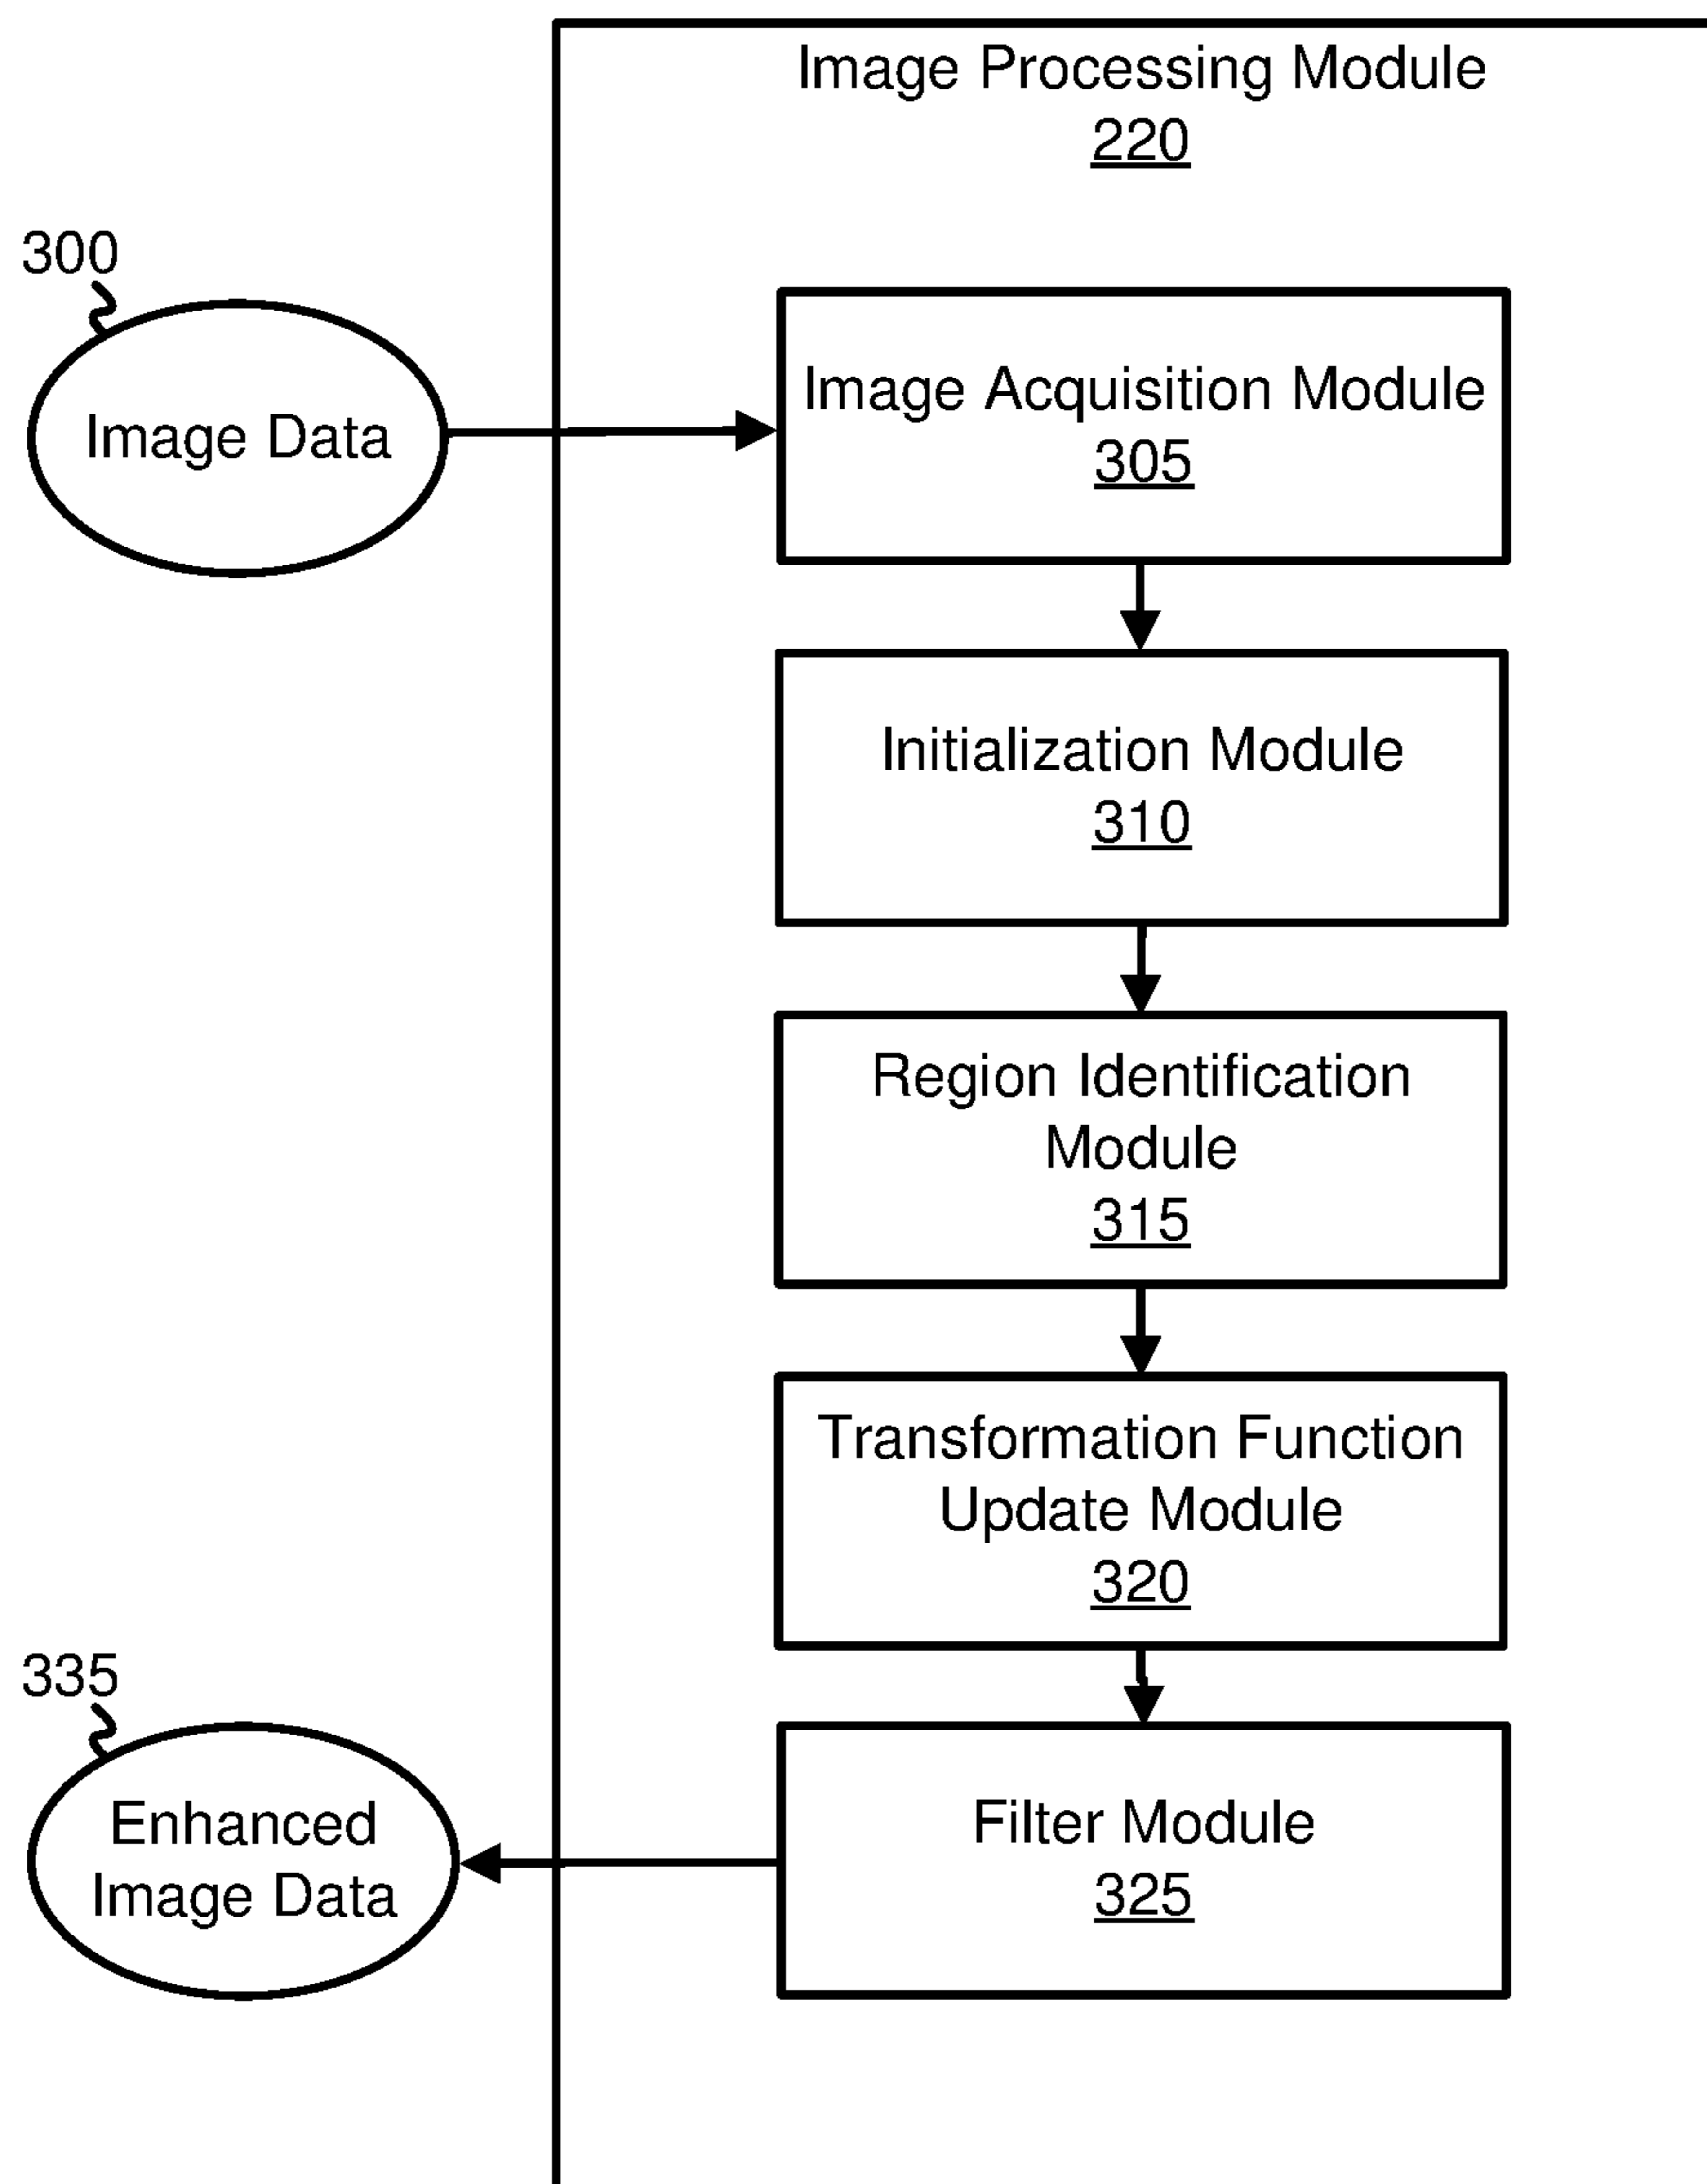 Image Processing Module
220
300
Image Data
Image Acquisition Module
305
Initialization Module
310
Region Identification
Module
315
Transformation Function
Update Module
320
335
Enhanced
Image Data
Filter Module
325